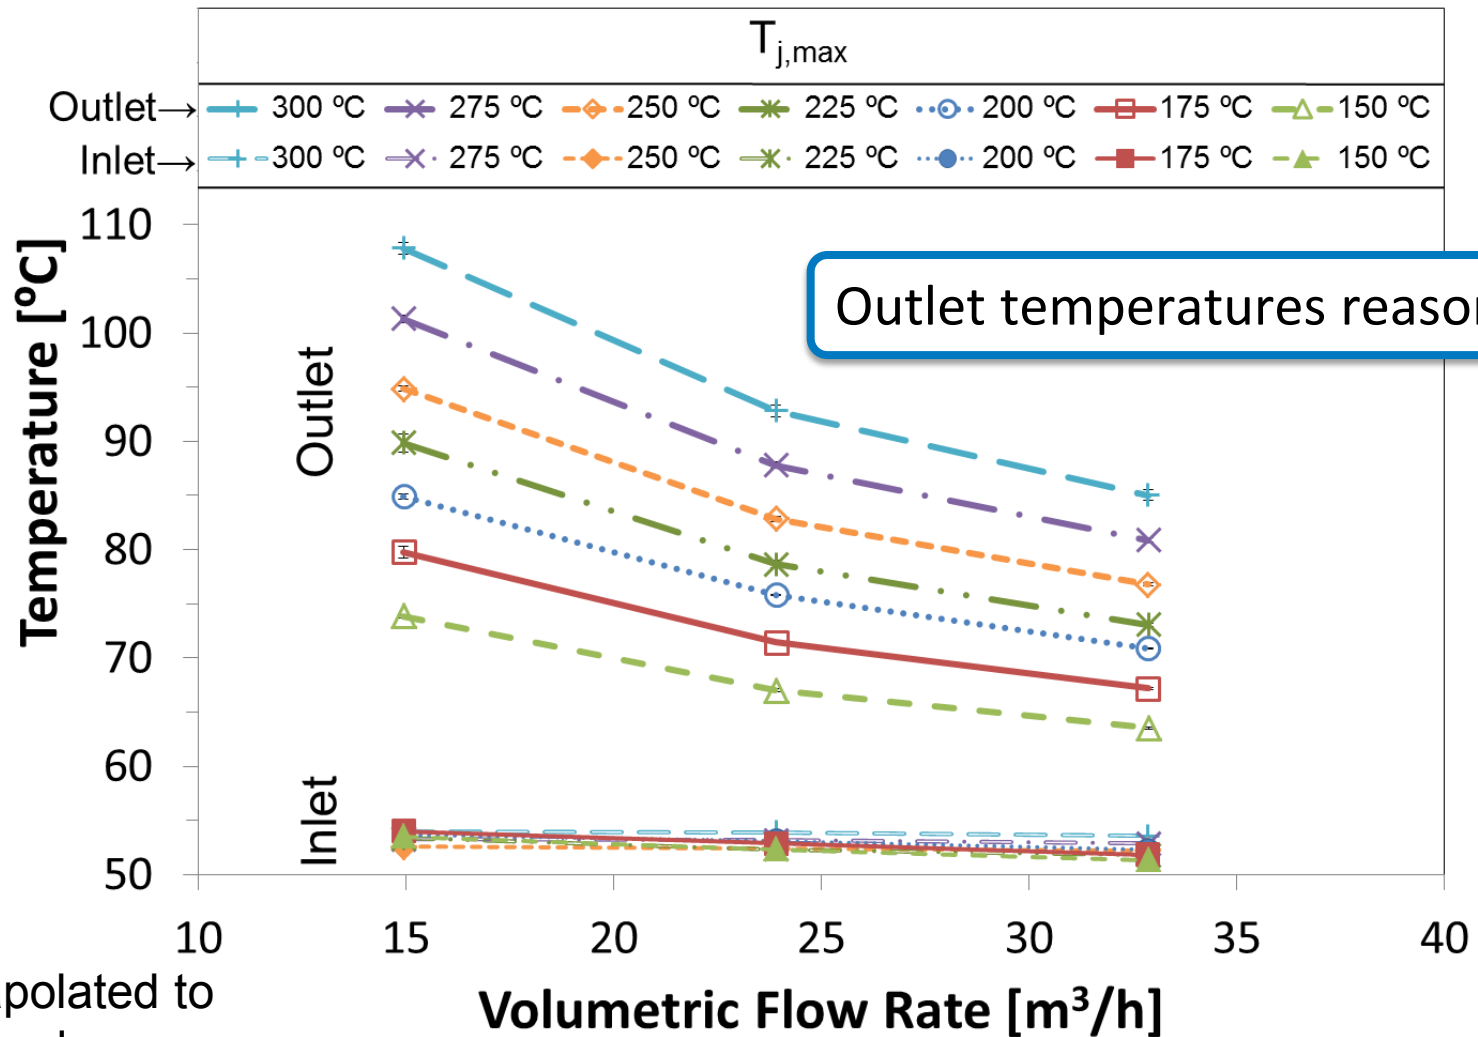 T j,max
Outlet→ 300 ºC 275 ºC 250 ºC 225 ºC 200 ºC 175 ºC 150 ºC
Inlet→ 300 ºC 275 ºC 250 ºC 225 ºC 200 ºC 175 ºC 150 ºC
Temperature [ºC]
110
100
90
80
70
60
50
Outlet temperatures
Outlet
Inlet
10 15 20 25 30 35 40
Volumetric Flow Rate [m³/h]
to